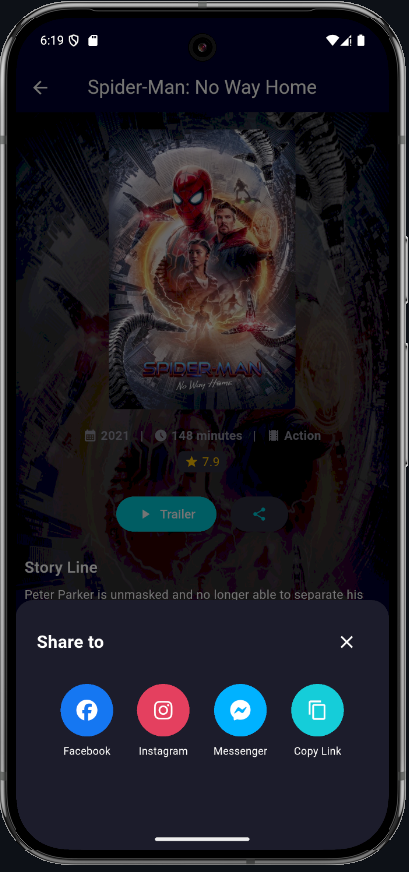 6:19
Spider-Man: No Way Home
SPIDER-MAN
No Way Home
2021 | 148 minutes | Action
7.9
Trailer
Story Line
Peter Parker is unmasked and no longer able to separate his
Share to
Facebook Instagram Messenger Copy Link